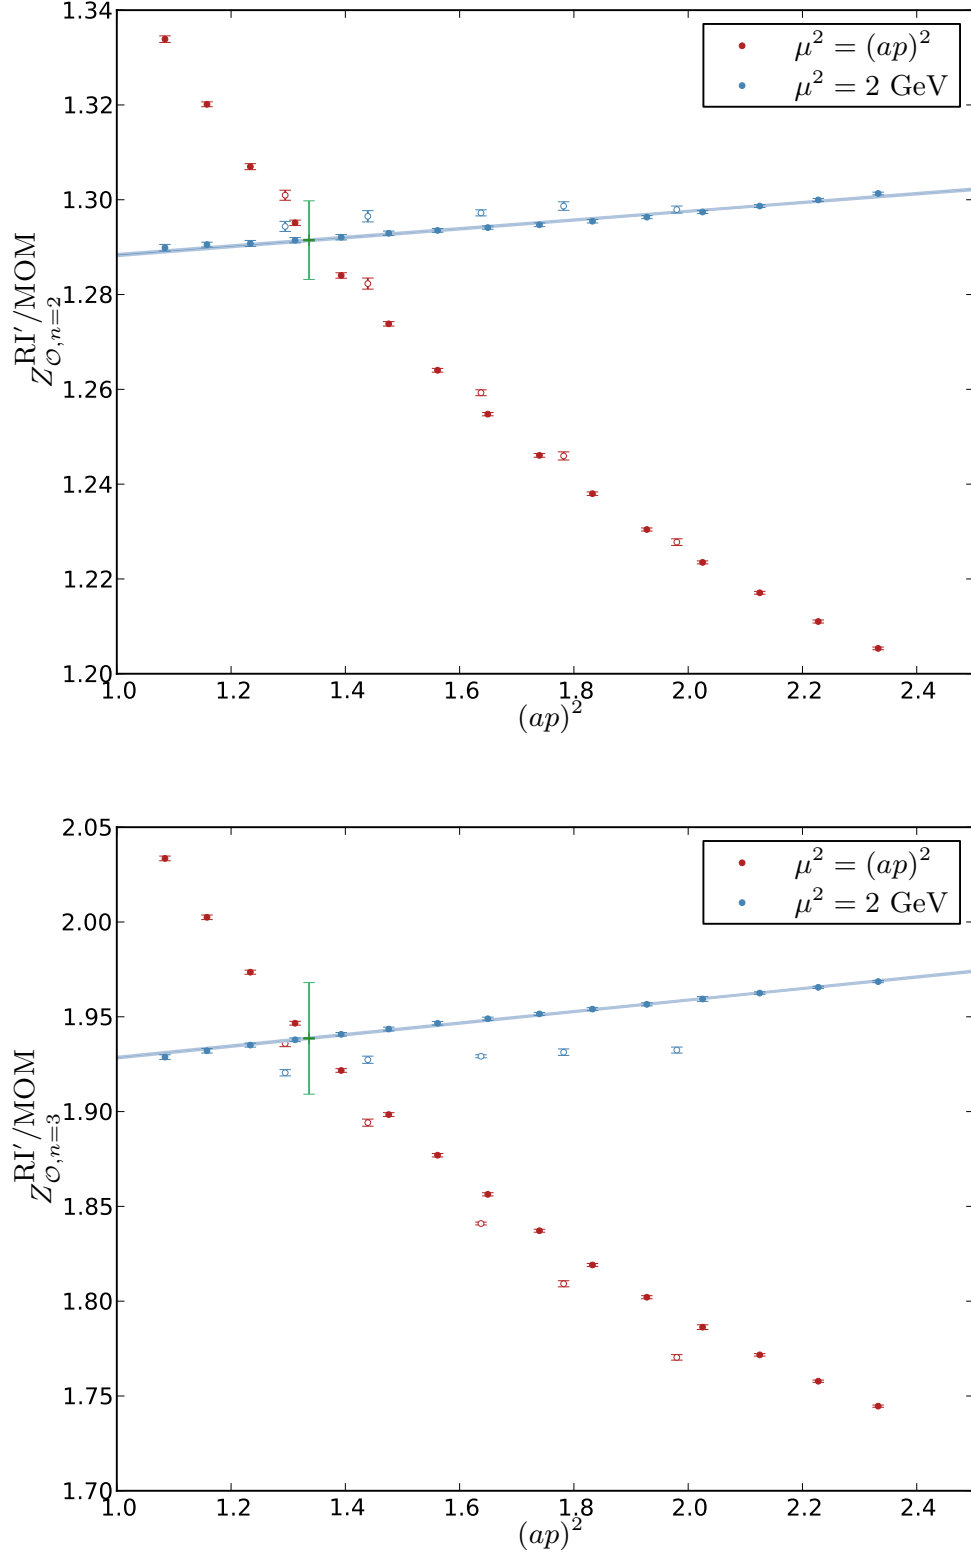 1.34
1.32
1.30
1.28
1.26
1.24
1.22
1.20
Z^{RI′/MOM}_{𝒪,n=2}
μ² = (ap)²
μ² = 2 GeV
1.0 1.2 1.4 1.6 1.8 2.0 2.2 2.4
(ap)²
2.05
2.00
1.95
1.90
1.85
1.80
1.75
1.70
Z^{RI′/MOM}_{𝒪,n=3}
μ² = (ap)²
μ² = 2 GeV
1.0 1.2 1.4 1.6 1.8 2.0 2.2 2.4
(ap)²